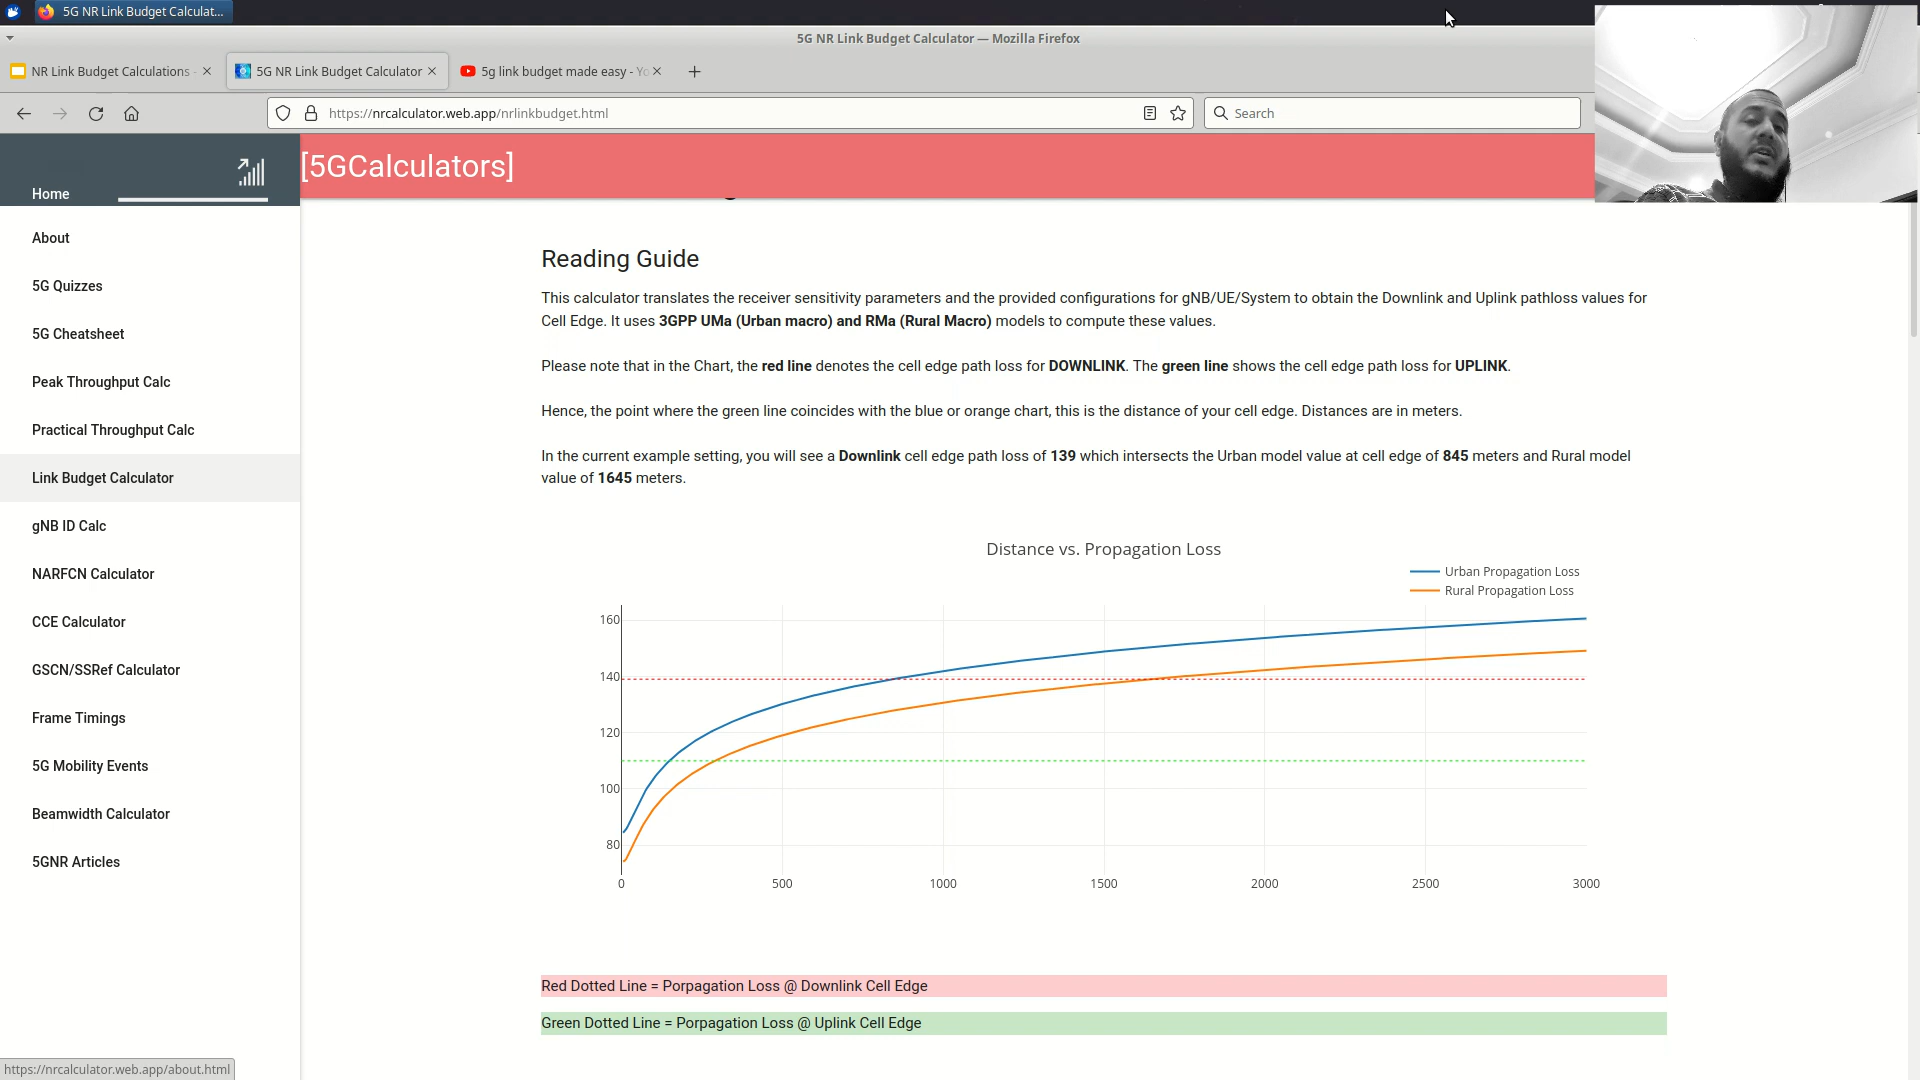 5G NR Link Budget Calculat...
5G NR Link Budget Calculator — Mozilla Firefox
NR Link Budget Calculations -
5G NR Link Budget Calculator
5g link budget made easy - Yo
https://nrcalculator.web.app/nrlinkbudget.html
Search
Home
[5GCalculators]
About
5G Quizzes
5G Cheatsheet
Peak Throughput Calc
Practical Throughput Calc
Link Budget Calculator
gNB ID Calc
NARFCN Calculator
CCE Calculator
GSCN/SSRef Calculator
Frame Timings
5G Mobility Events
Beamwidth Calculator
5GNR Articles
Reading Guide
This calculator translates the receiver sensitivity parameters and the provided configurations for gNB/UE/System to obtain the Downlink and Uplink pathloss values for
Cell Edge. It uses 3GPP UMa (Urban macro) and RMa (Rural Macro) models to compute these values.
Please note that in the Chart, the red line denotes the cell edge path loss for DOWNLINK. The green line shows the cell edge path loss for UPLINK.
Hence, the point where the green line coincides with the blue or orange chart, this is the distance of your cell edge. Distances are in meters.
In the current example setting, you will see a Downlink cell edge path loss of 139 which intersects the Urban model value at cell edge of 845 meters and Rural model
value of 1645 meters.
Distance vs. Propagation Loss
Urban Propagation Loss
Rural Propagation Loss
160
140
120
100
80
0 500 1000 1500 2000 2500 3000
Red Dotted Line = Porpagation Loss @ Downlink Cell Edge
Green Dotted Line = Porpagation Loss @ Uplink Cell Edge
https://nrcalculator.web.app/about.html